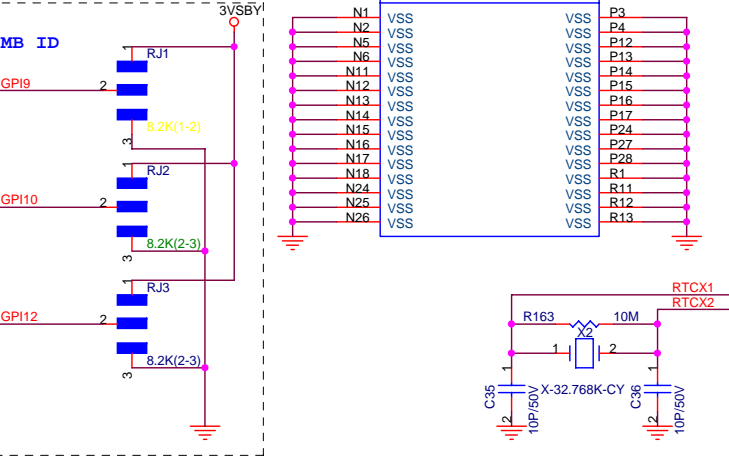 3VSBY
MB ID
1
RJ1
GPI9
2
8.2K(1-2)
3
1
RJ2
GPI10
2
8.2K(2-3)
3
1
RJ3
GPI12
2
8.2K(2-3)
3
N1 VSS VSS P3
N2 VSS VSS P4
N5 VSS VSS P12
N6 VSS VSS P13
N11 VSS VSS P14
N12 VSS VSS P15
N13 VSS VSS P16
N14 VSS VSS P17
N15 VSS VSS P24
N16 VSS VSS P27
N17 VSS VSS P28
N18 VSS VSS R1
N24 VSS VSS R11
N25 VSS VSS R12
N26 VSS VSS R13
RTCX1
RTCX2
R163 10M
X2
1 2
1 1
C35 10P/50V
X-32.768K-CY
C36 10P/50V
2 2